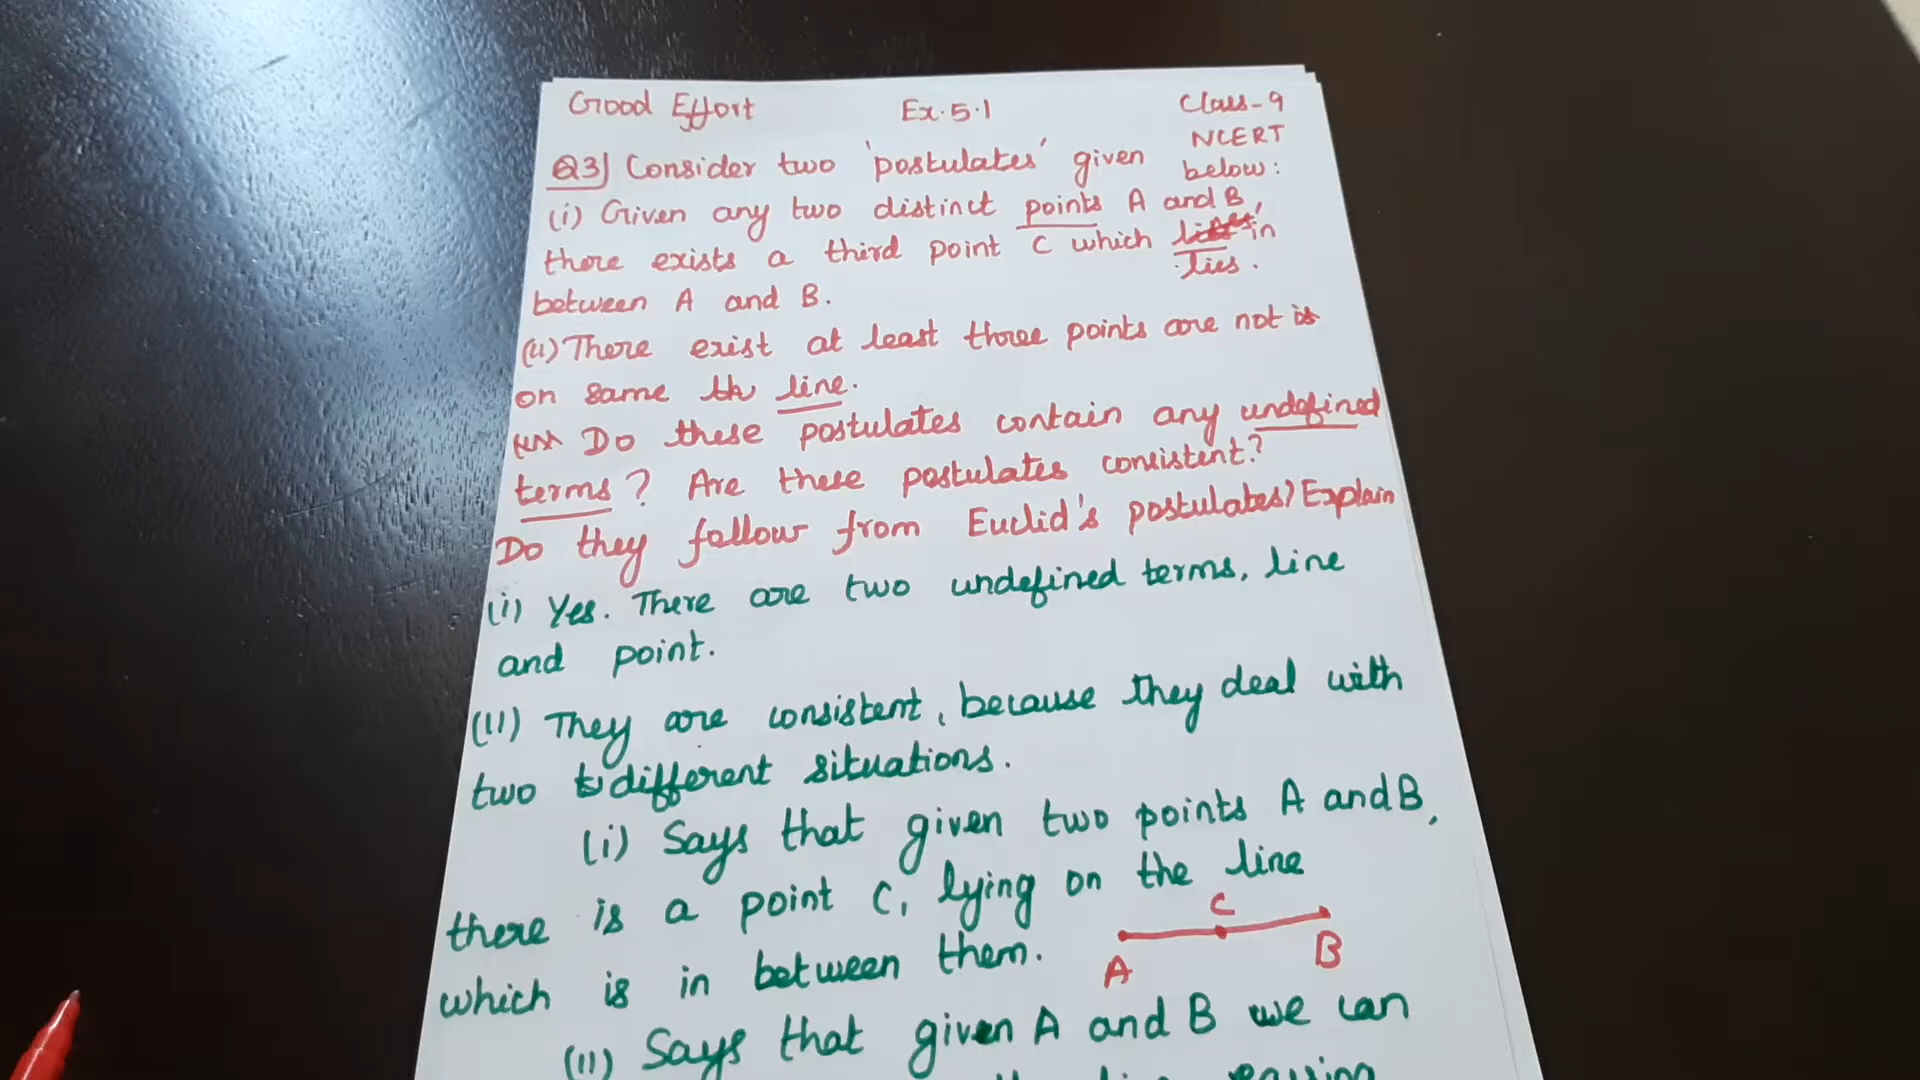 Good Effort Ex. 5.1 Class-9
NCERT
Q3) Consider two 'postulates' given below:
(i) Given any two distinct points A and B,
there exists a third point C which in
lies.
between A and B.
(ii) There exist at least three points are not is
on same the line.
Do these postulates contain any undefined
terms? Are these postulates consistent?
Do they follow from Euclid's postulates? Explain
(i) Yes. There are two undefined terms, line
and point.
(II) They are consistent, because they deal with
two different situations.
(i) Says that given two points A and B,
there is a point C, lying on the line
which is in between them.
C
A B
(II) Says that given A and B we can
passing